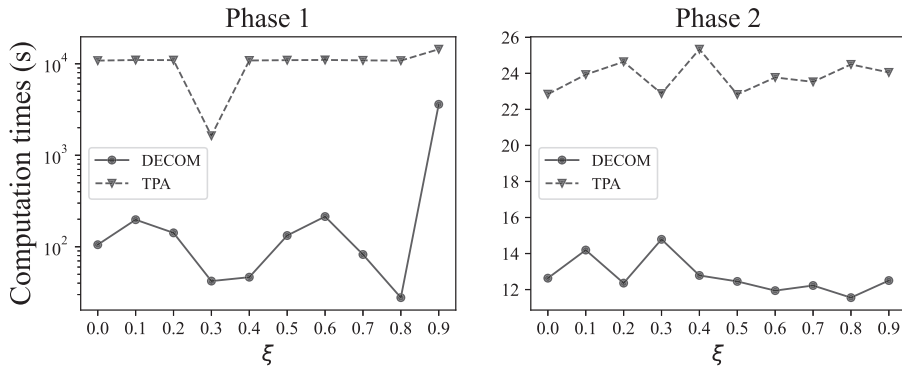 Phase 1
Computation times (s)
10^4
10^3
10^2
DECOM
TPA
0.0 0.1 0.2 0.3 0.4 0.5 0.6 0.7 0.8 0.9
ξ
Phase 2
26
24
22
20
18
16
14
12
DECOM
TPA
0.0 0.1 0.2 0.3 0.4 0.5 0.6 0.7 0.8 0.9
ξ